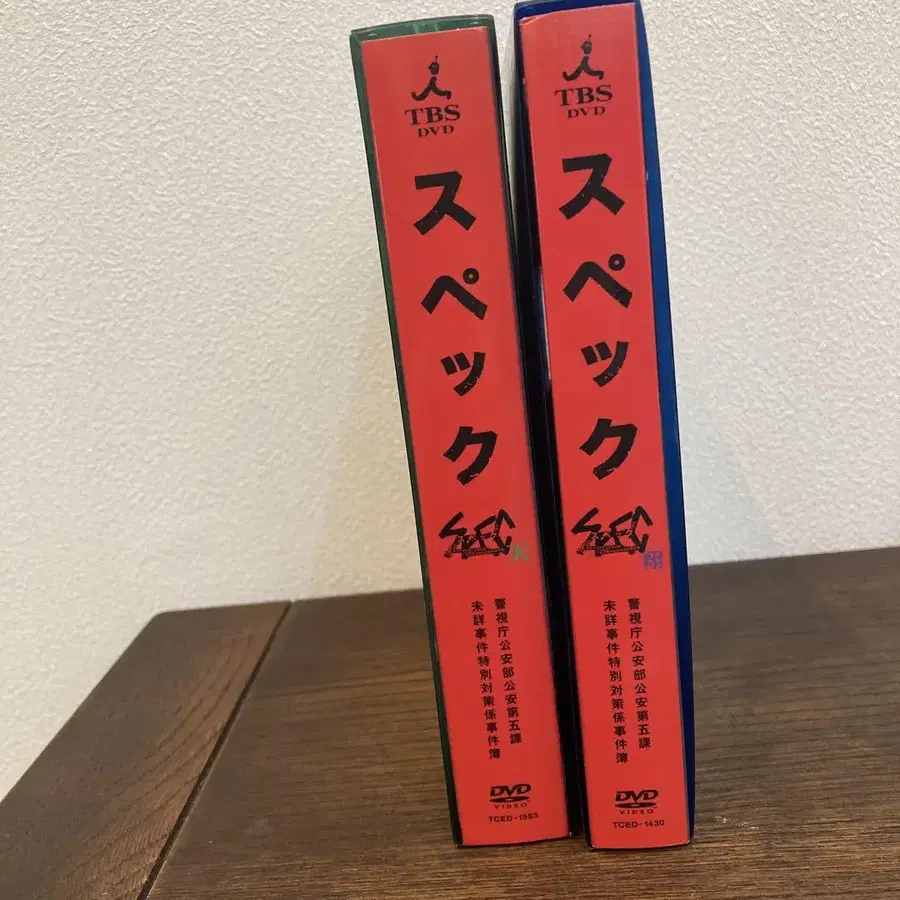 TBS
DVD
スペック
SPEC
天
警視庁公安部公安第五課
未詳事件特別対策係事件簿
DVD
VIDEO
TCED-1583
TBS
DVD
スペック
SPEC
警視庁公安部公安第五課
未詳事件特別対策係事件簿
DVD
VIDEO
TCED-1430